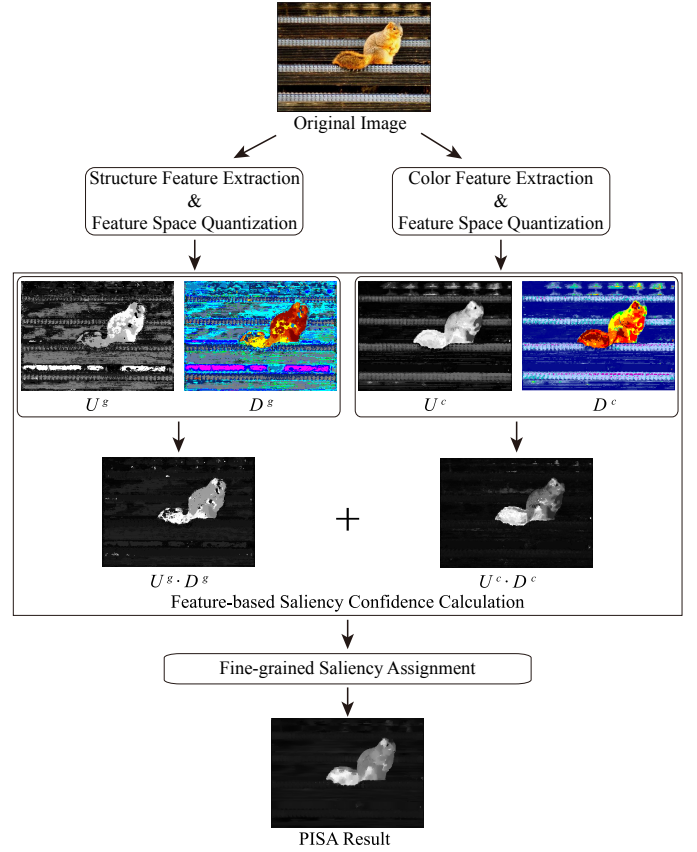 Original Image
Structure Feature Extraction
&
Feature Space Quantization
Color Feature Extraction
&
Feature Space Quantization
U^g
D^g
U^c
D^c
+
U^g · D^g
U^c · D^c
Feature-based Saliency Confidence Calculation
Fine-grained Saliency Assignment
PISA Result